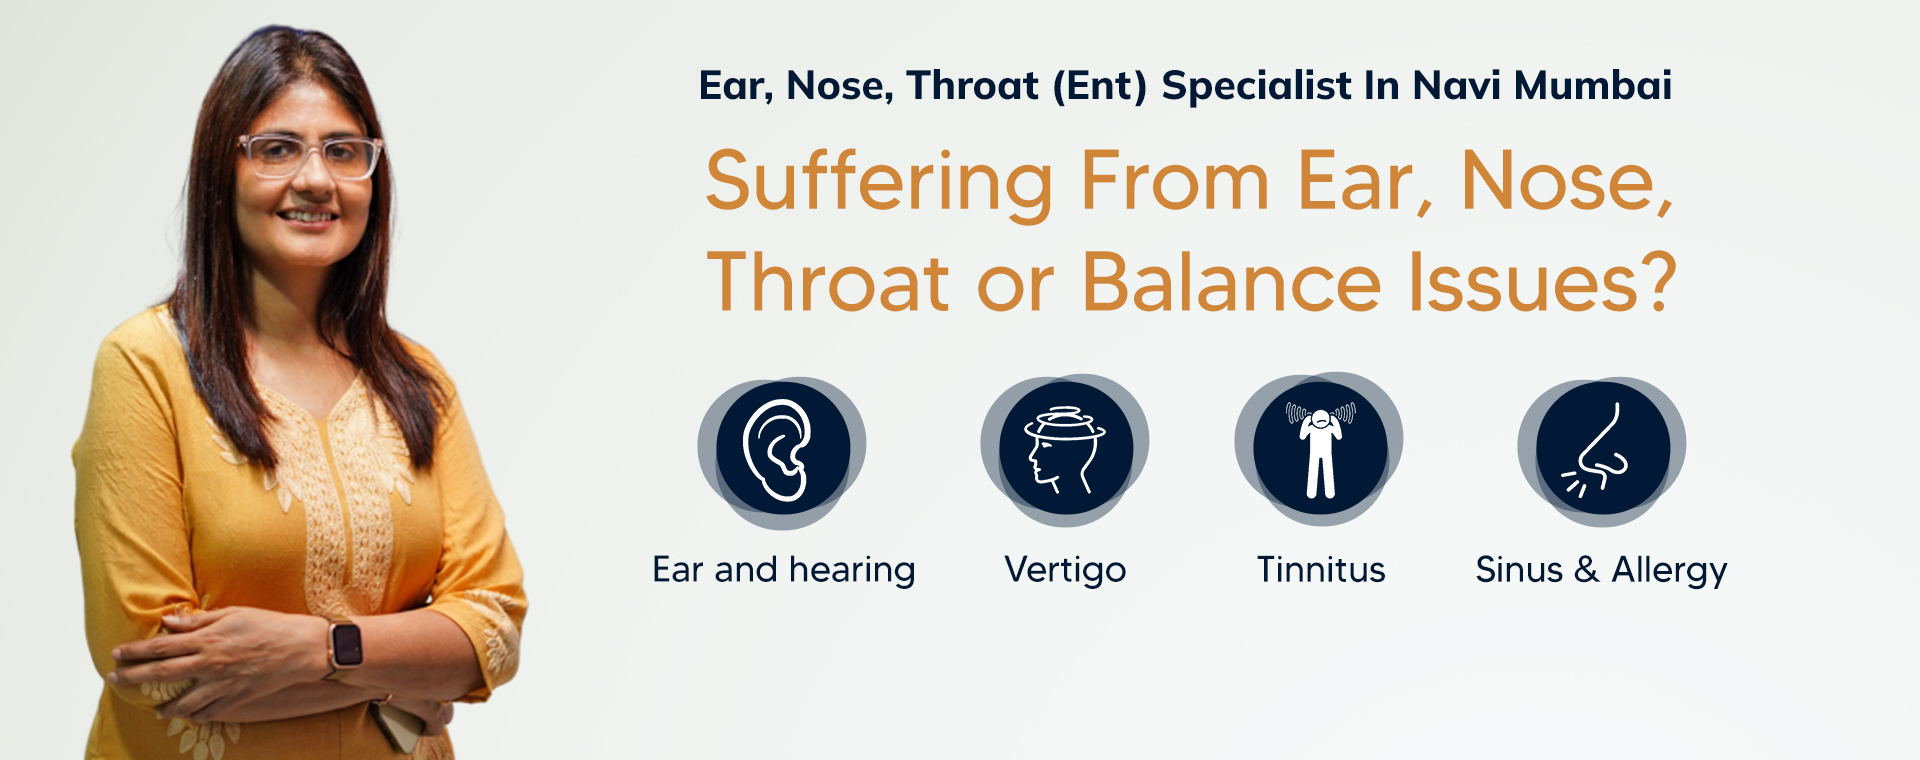 Ear, Nose, Throat (Ent) Specialist In Navi Mumbai
Suffering From Ear, Nose,
Throat or Balance Issues?
Ear and hearing
Vertigo
Tinnitus
Sinus & Allergy